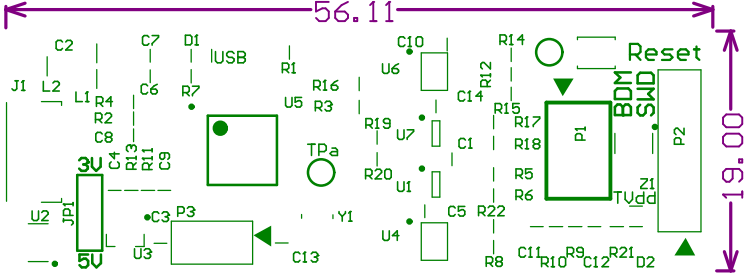 56.11
C2
C7
D1
USB
C10
R14
Reset
J1
L2
L1
C6
R7
R1
R16
U5
R3
U6
R12
C14
R15
BDM
SWD
R4
R2
C8
R19
U7
C1
R17
R18
P1
P2
19.00
3V
C4
R13
R11
C9
TPa
R20
U1
R5
R6
Z1
VDD
JP1
U2
C3
P3
Y1
C5
R22
U4
5V
U3
C13
R8
C11
R10
R9
C12
R21
D2